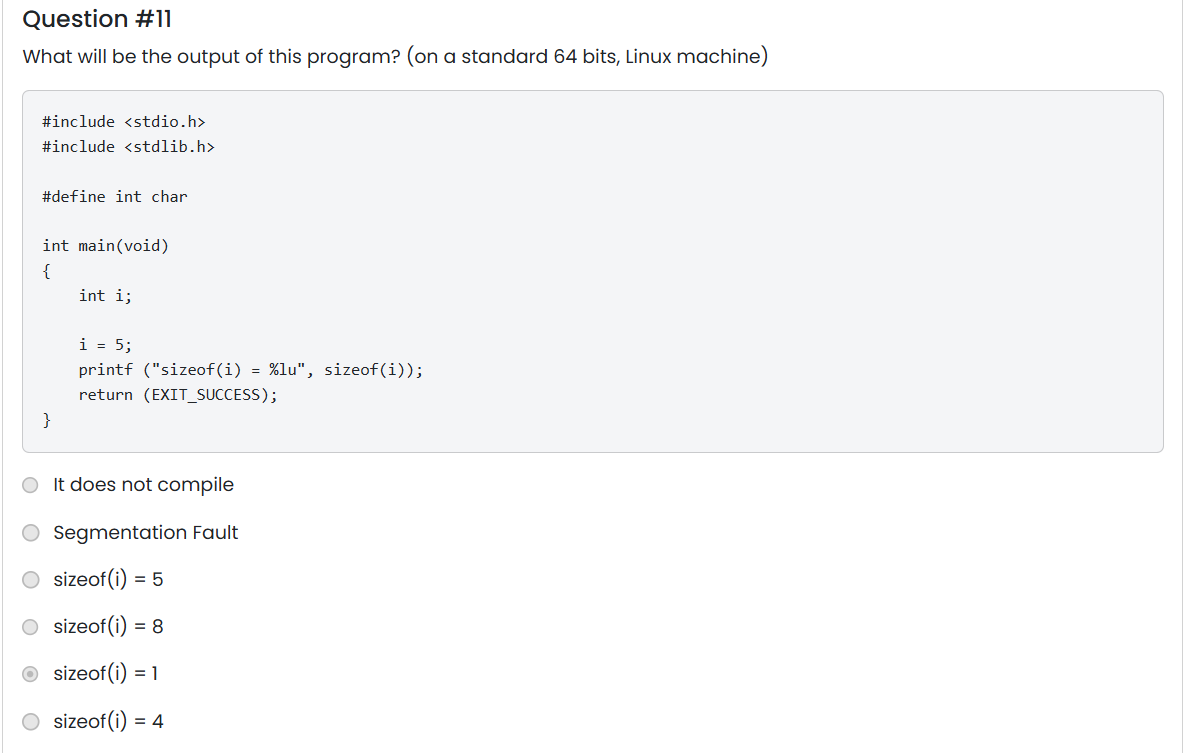 Question #11
What will be the output of this program? (on a standard 64 bits, Linux machine)
#include <stdio.h>
#include <stdlib.h>
#define int char
int main(void)
{
    int i;
    i = 5;
    printf ("sizeof(i) = %lu", sizeof(i));
    return (EXIT_SUCCESS);
}
It does not compile
Segmentation Fault
sizeof(i) = 5
sizeof(i) = 8
sizeof(i) = 1
sizeof(i) = 4